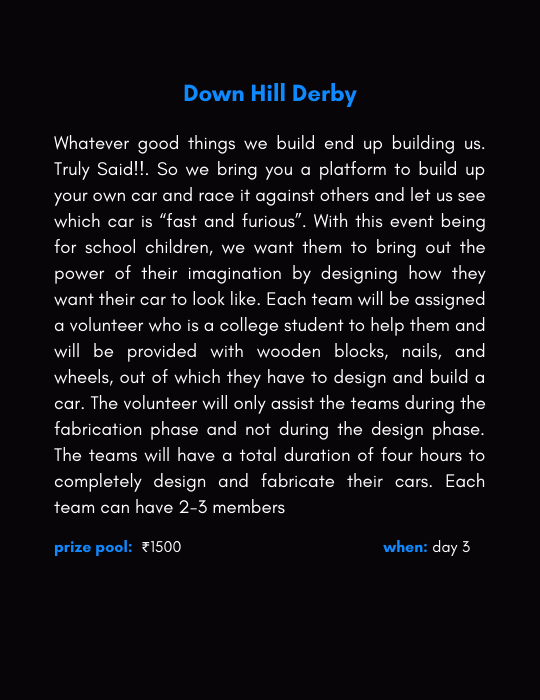 Down Hill Derby
Whatever good things we build end up building us.
Truly Said!!. So we bring you a platform to build up
your own car and race it against others and let us see
which car is “fast and furious”. With this event being
for school children, we want them to bring out the
power of their imagination by designing how they
want their car to look like. Each team will be assigned
a volunteer who is a college student to help them and
will be provided with wooden blocks, nails, and
wheels, out of which they have to design and build a
car. The volunteer will only assist the teams during the
fabrication phase and not during the design phase.
The teams will have a total duration of four hours to
completely design and fabricate their cars. Each
team can have 2-3 members
prize pool: ₹1500 when: day 3